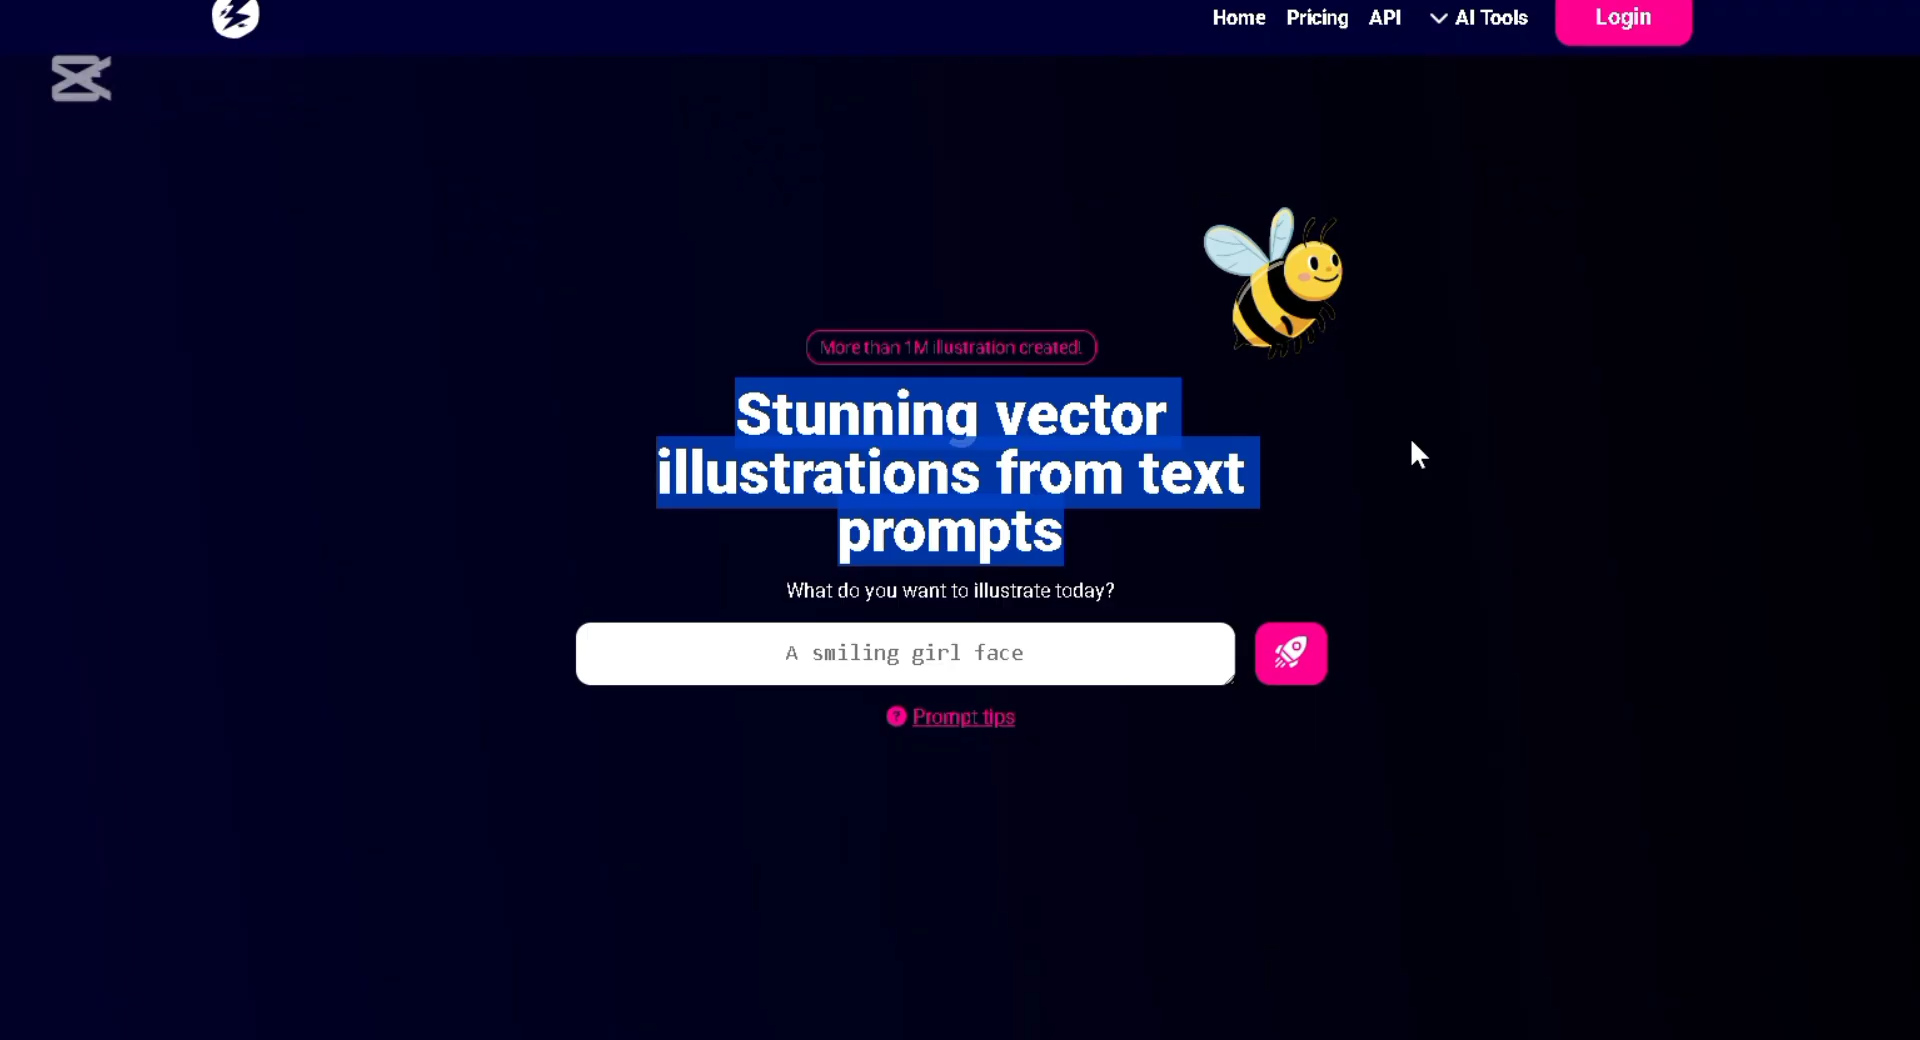 Home Pricing API AI Tools Login
More than 1M illustration created!
Stunning vector
illustrations from text
prompts
What do you want to illustrate today?
A smiling girl face
? Prompt tips